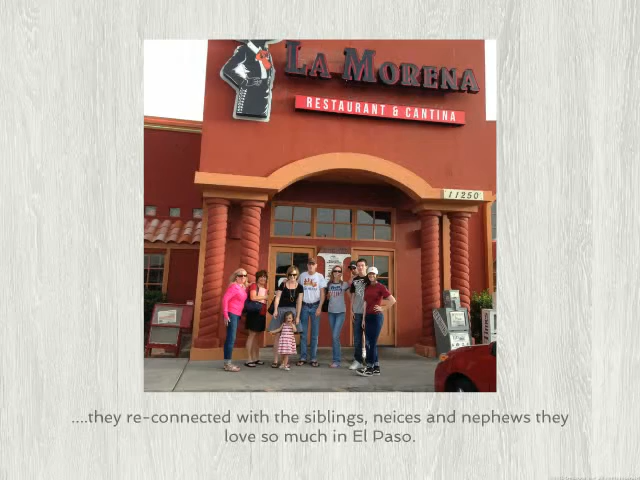 LA MORENA
RESTAURANT & CANTINA
11250
....they re-connected with the siblings, neices and nephews they
love so much in El Paso.